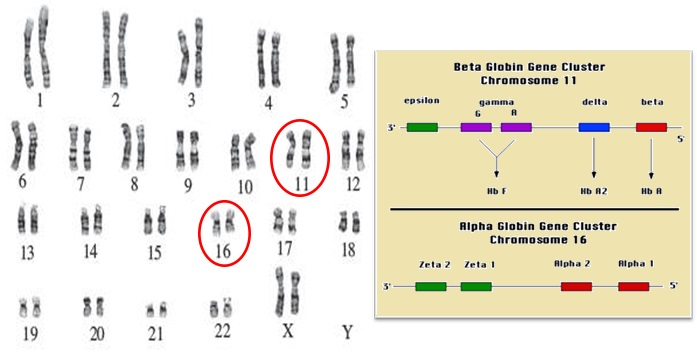 1 2 3 4 5
6 7 8 9 10 11 12
13 14 15 16 17 18
19 20 21 22 X Y
Beta Globin Gene Cluster
Chromosome 11
epsilon gamma delta beta
G A
3' 5'
Hb F Hb A2 Hb A
Alpha Globin Gene Cluster
Chromosome 16
Zeta 2 Zeta 1 Alpha 2 Alpha 1
3' 5'